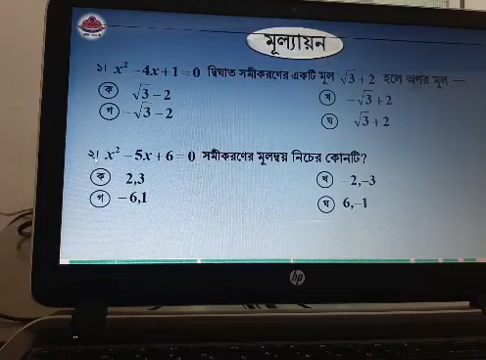 মূল্যায়ন
১। x² −4x+1=0 দ্বিঘাত সমীকরণের একটি মূল √3+2 হলে অপর মূল —
ক √3−2 খ −√3+2
গ −√3−2 ঘ √3+2
২। x²−5x+6=0 সমীকরণের মূলদ্বয় নিচের কোনটি?
ক 2,3 খ −2,−3
গ −6,1 ঘ 6,−1
hp